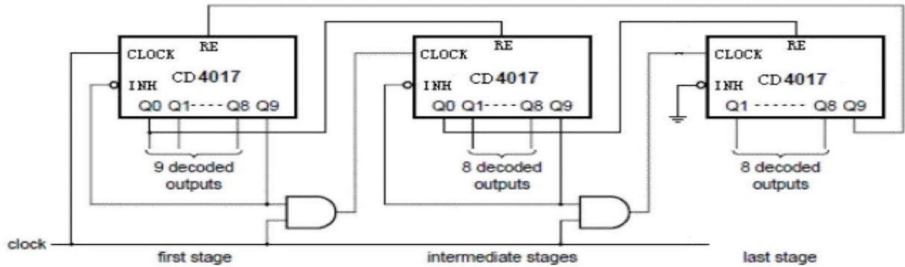 RE RE RE
CLOCK CLOCK CLOCK
CD4017 CD4017 CD4017
INH INH INH
Q0 Q1---- Q8 Q9 Q0 Q1---- Q8 Q9 Q1 ------ Q8 Q9
9 decoded outputs
8 decoded outputs
8 decoded outputs
clock
first stage intermediate stages last stage